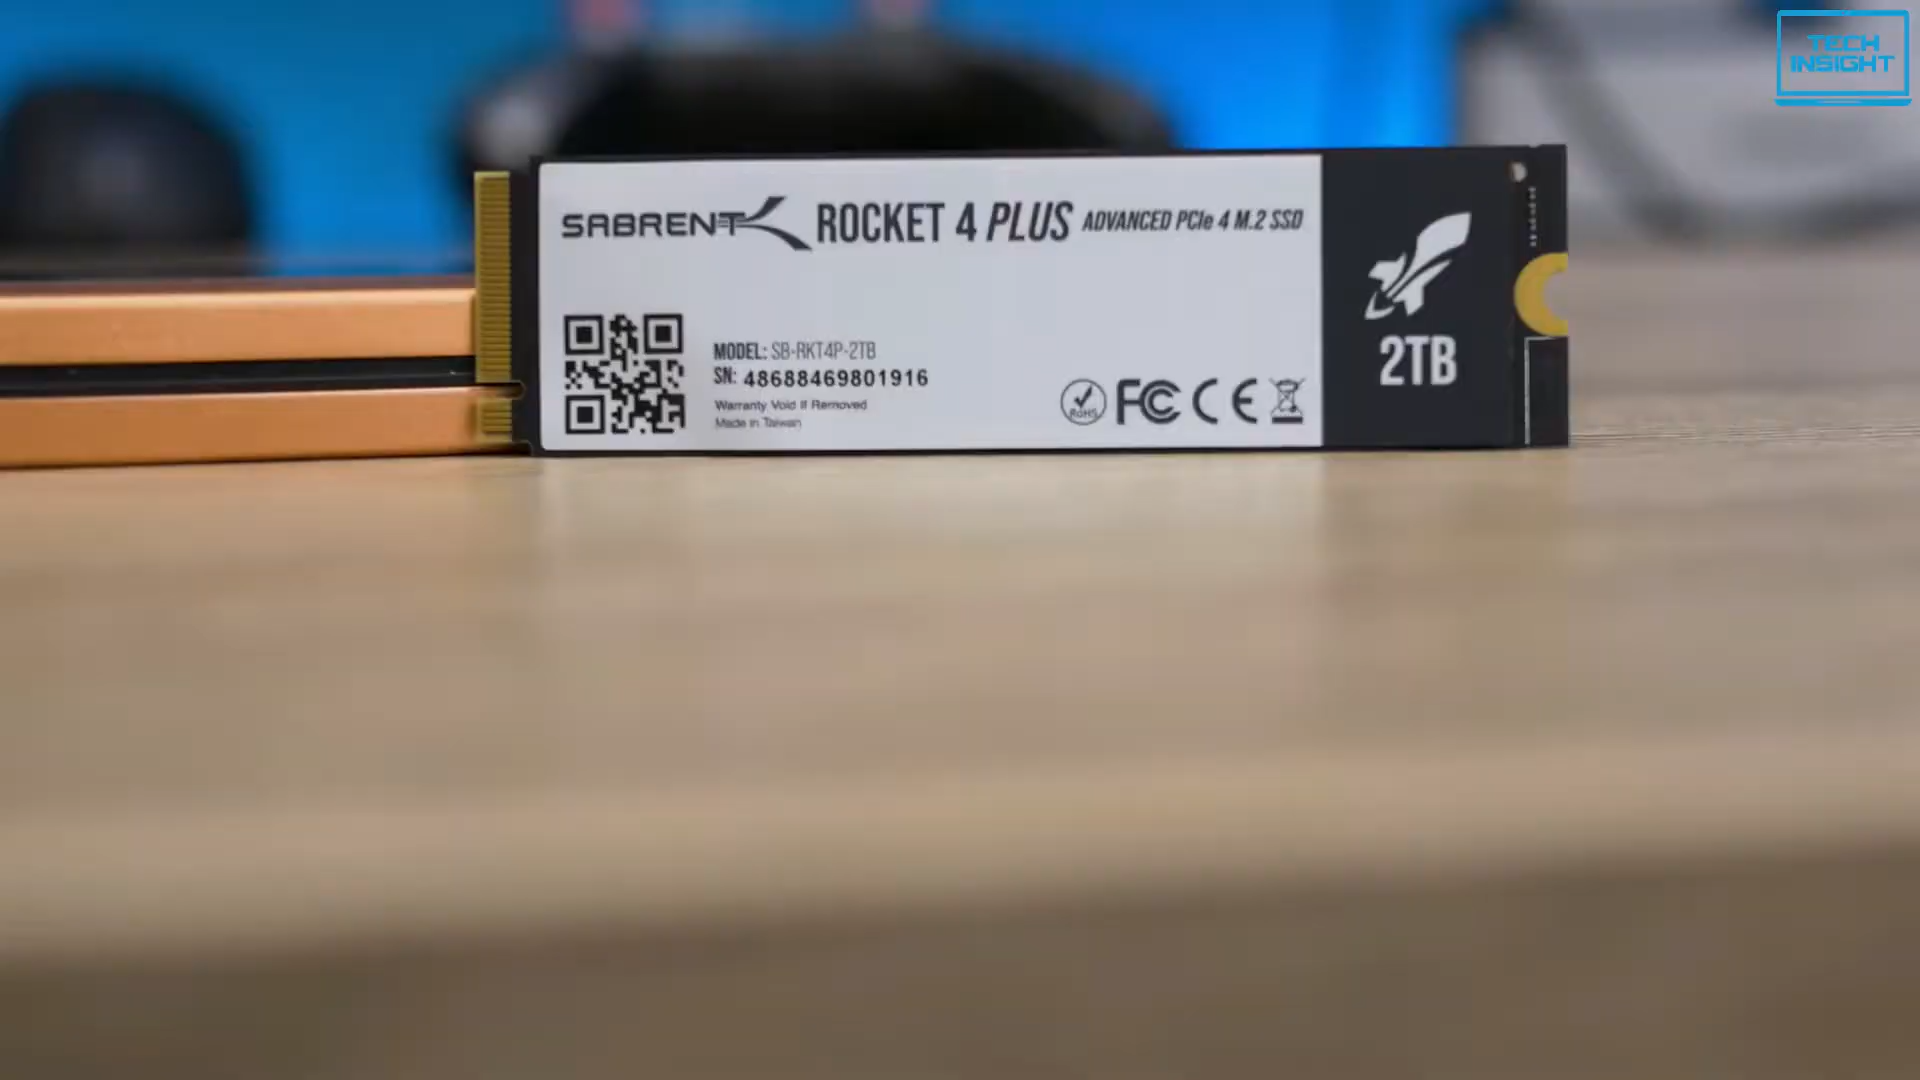 TECH
INSIGHT
SABRENT ROCKET 4 PLUS ADVANCED PCIe 4 M.2 SSD
MODEL: SB-RKT4P-2TB
SN: 48688469801916
Warranty Void If Removed
Made in Taiwan
RoHS FC CE
2TB